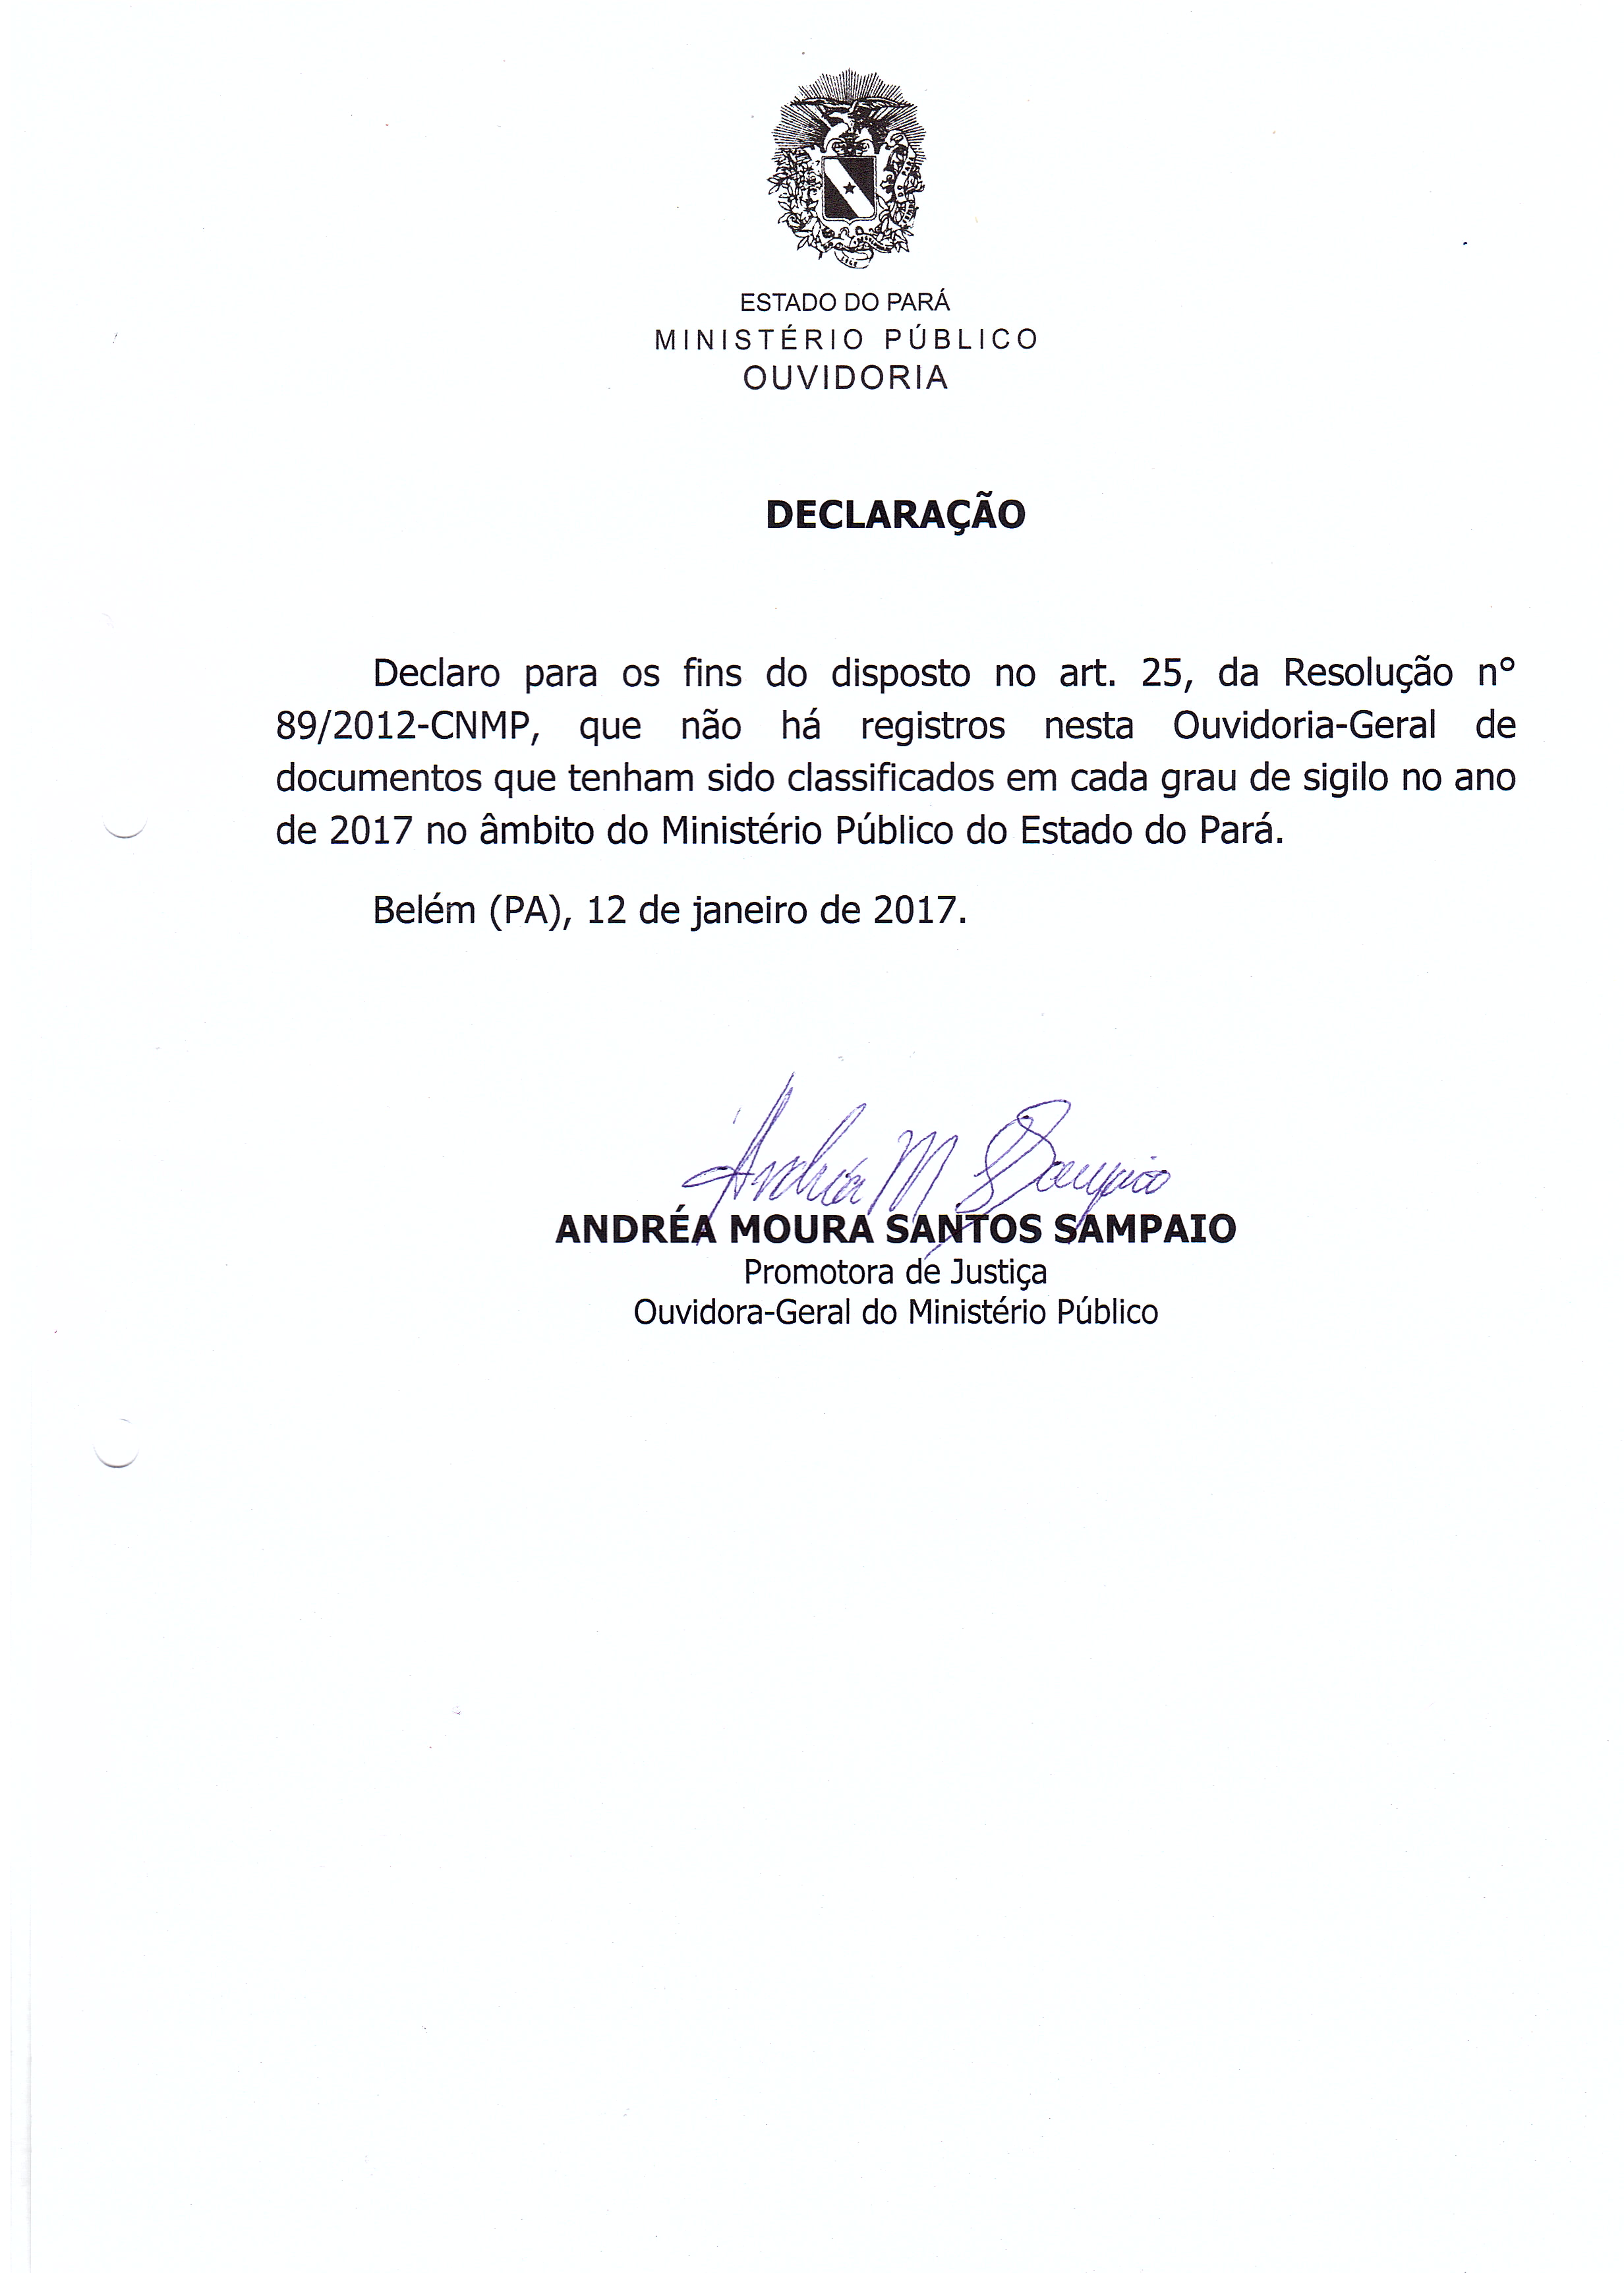 ESTADO DO PARÁ
MINISTÉRIO PÚBLICO
OUVIDORIA
DECLARAÇÃO
Declaro para os fins do disposto no art. 25, da Resolução n°
89/2012-CNMP, que não há registros nesta Ouvidoria-Geral de
documentos que tenham sido classificados em cada grau de sigilo no ano
de 2017 no âmbito do Ministério Público do Estado do Pará.
Belém (PA), 12 de janeiro de 2017.
Andréa M S Sampaio
ANDRÉA MOURA SANTOS SAMPAIO
Promotora de Justiça
Ouvidora-Geral do Ministério Público